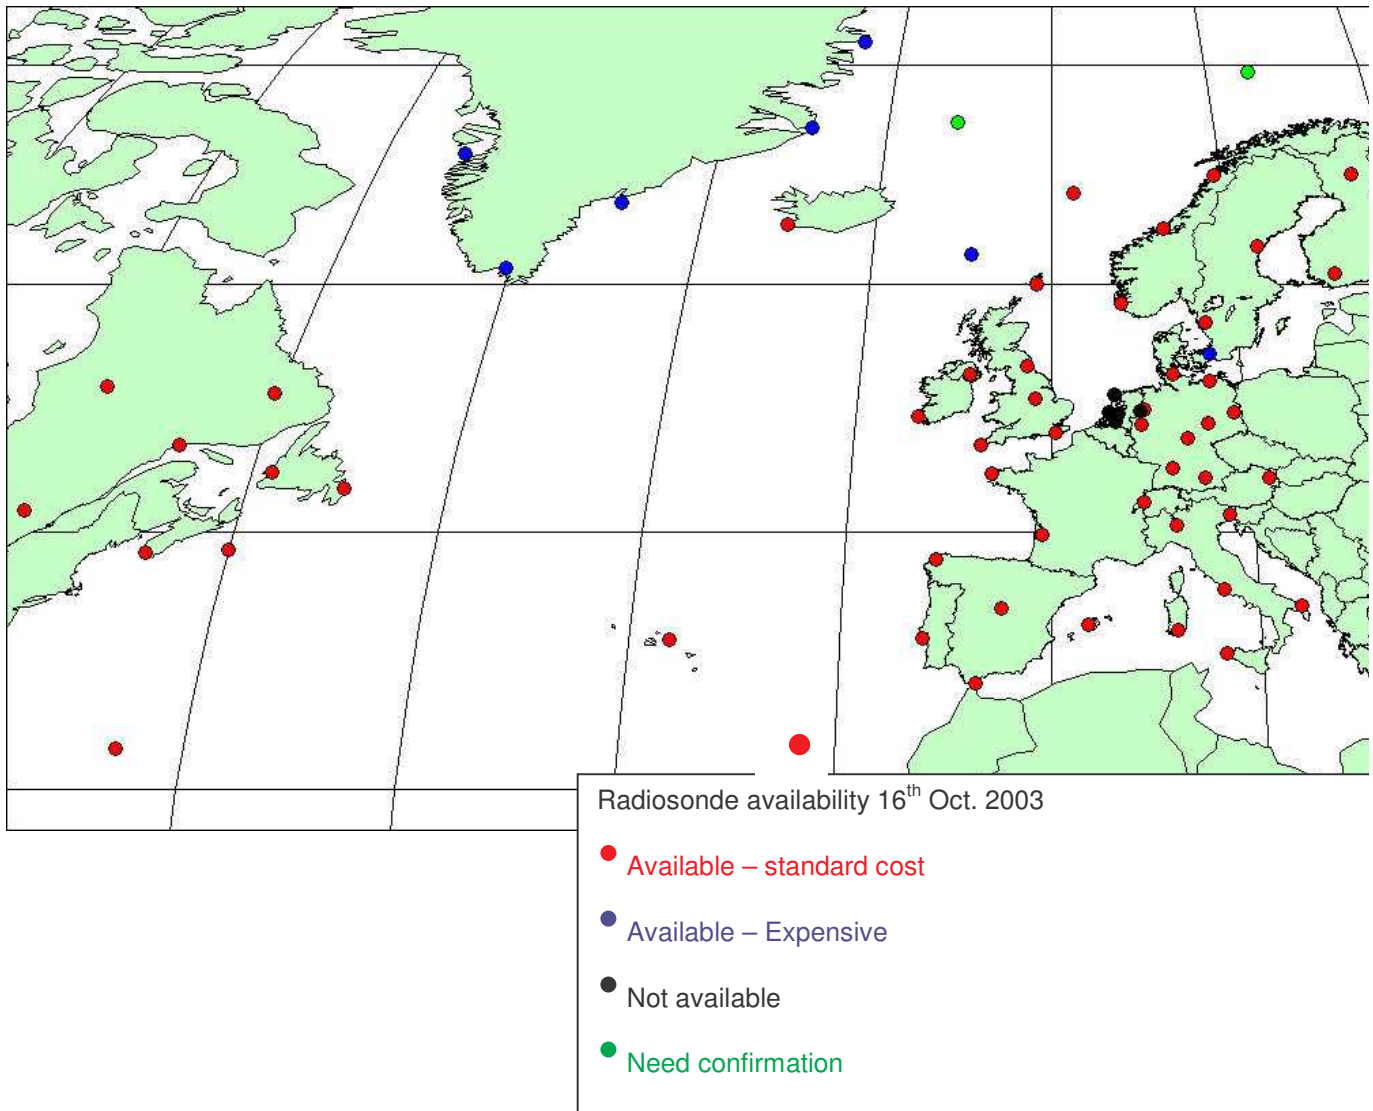 Radiosonde availability 16th Oct. 2003
Available – standard cost
Available – Expensive
Not available
Need confirmation